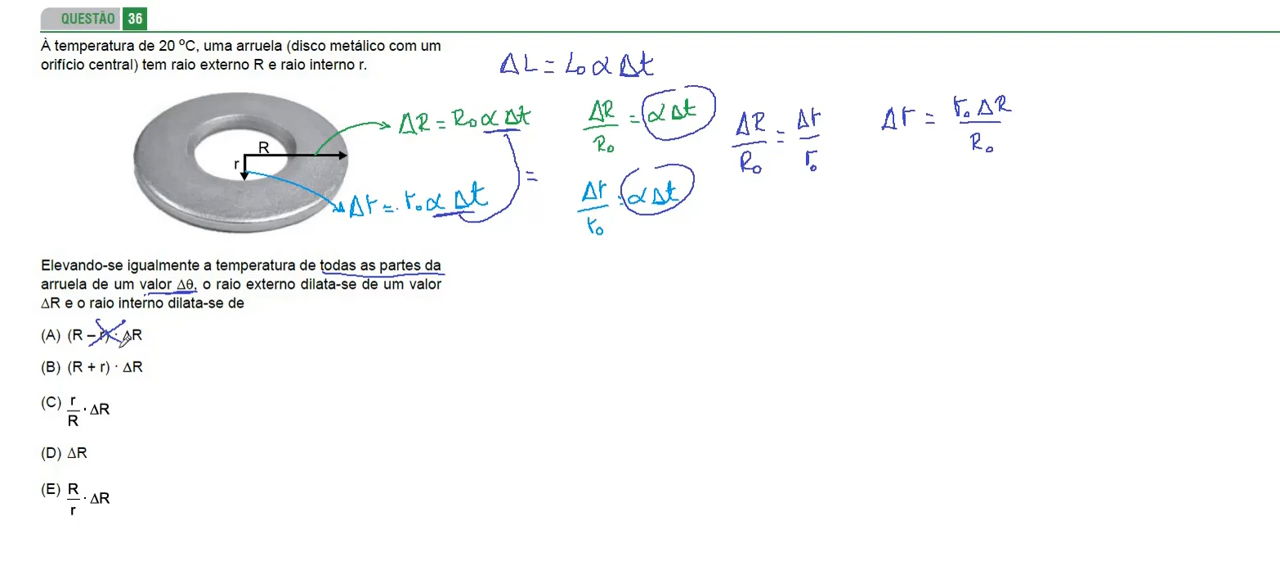 QUESTÃO 36
À temperatura de 20 ºC, uma arruela (disco metálico com um
orifício central) tem raio externo R e raio interno r.
ΔL = L₀ α Δt
R
r
ΔR = R₀ α Δt
Δr = r₀ α Δt
=
ΔR/R₀ = α Δt
Δr/r₀ = α Δt
ΔR/R₀ = Δr/r₀
Δr = r₀ ΔR/R₀
Elevando-se igualmente a temperatura de todas as partes da
arruela de um valor Δθ, o raio externo dilata-se de um valor
ΔR e o raio interno dilata-se de
(A) (R – r) · ΔR
(B) (R + r) · ΔR
(C) r/R · ΔR
(D) ΔR
(E) R/r · ΔR